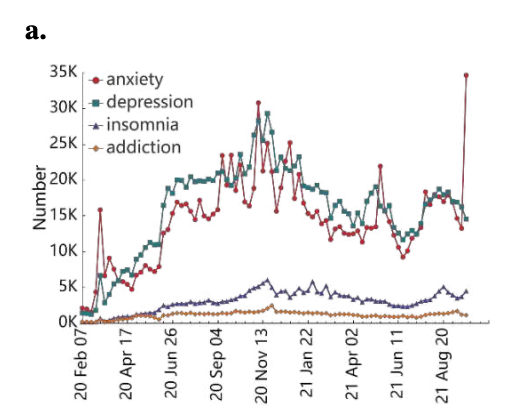 a.
35K
30K
25K
20K
15K
10K
5K
0K
Number
anxiety
depression
insomnia
addiction
20 Feb 07
20 Apr 17
20 Jun 26
20 Sep 04
20 Nov 13
21 Jan 22
21 Apr 02
21 Jun 11
21 Aug 20